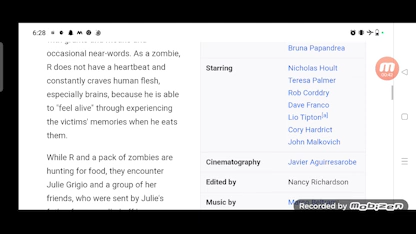 6:28
occasional near-words. As a zombie,
R does not have a heartbeat and
constantly craves human flesh,
especially brains, because he is able
to "feel alive" through experiencing
the victims' memories when he eats
them.
While R and a pack of zombies are
hunting for food, they encounter
Julie Grigio and a group of her
friends, who were sent by Julie's
Bruna Papandrea
Starring
Nicholas Hoult
Teresa Palmer
Rob Corddry
Dave Franco
Lio Tipton[a]
Cory Hardrict
John Malkovich
Cinematography
Javier Aguirresarobe
Edited by
Nancy Richardson
Music by
Recorded by Mobizen